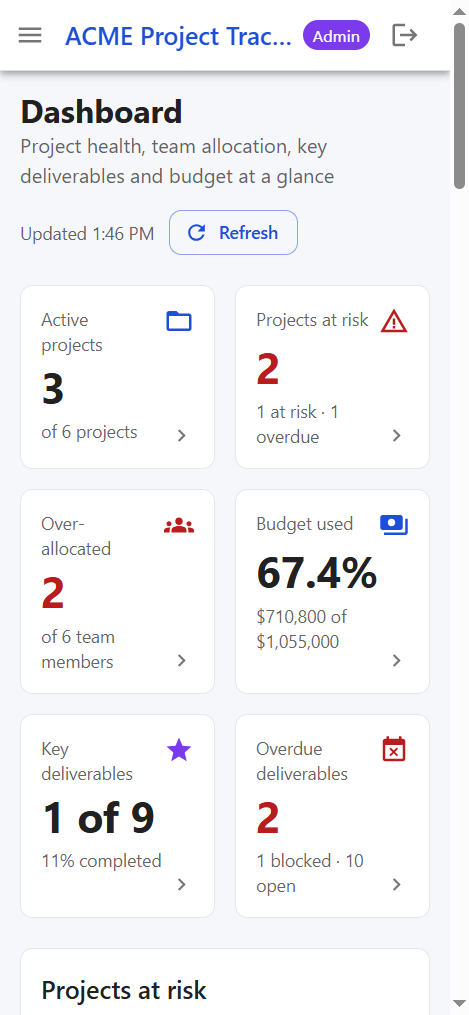 ACME Project Trac...
Admin
Dashboard
Project health, team allocation, key
deliverables and budget at a glance
Updated 1:46 PM
Refresh
Active
projects
3
of 6 projects
Projects at risk
2
1 at risk · 1
overdue
Over-
allocated
2
of 6 team
members
Budget used
67.4%
$710,800 of
$1,055,000
Key
deliverables
1 of 9
11% completed
Overdue
deliverables
2
1 blocked · 10
open
Projects at risk